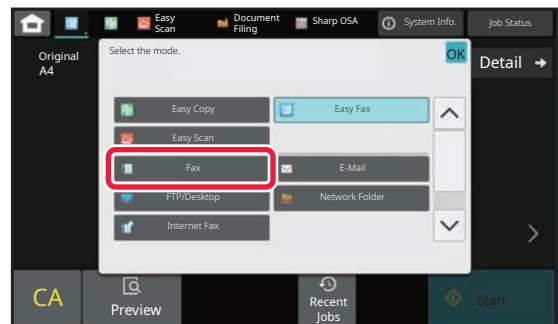 Easy
Scan
Document
Filing
Sharp OSA
System Info.
Job Status
Original
A4
Select the mode.
OK
Detail
Easy Copy
Easy Fax
Easy Scan
Fax
E-Mail
FTP/Desktop
Network Folder
Internet Fax
CA
Preview
Recent
Jobs
Start